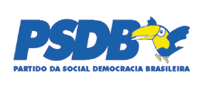 PSDB
PARTIDO DA SOCIAL DEMOCRACIA BRASILEIRA